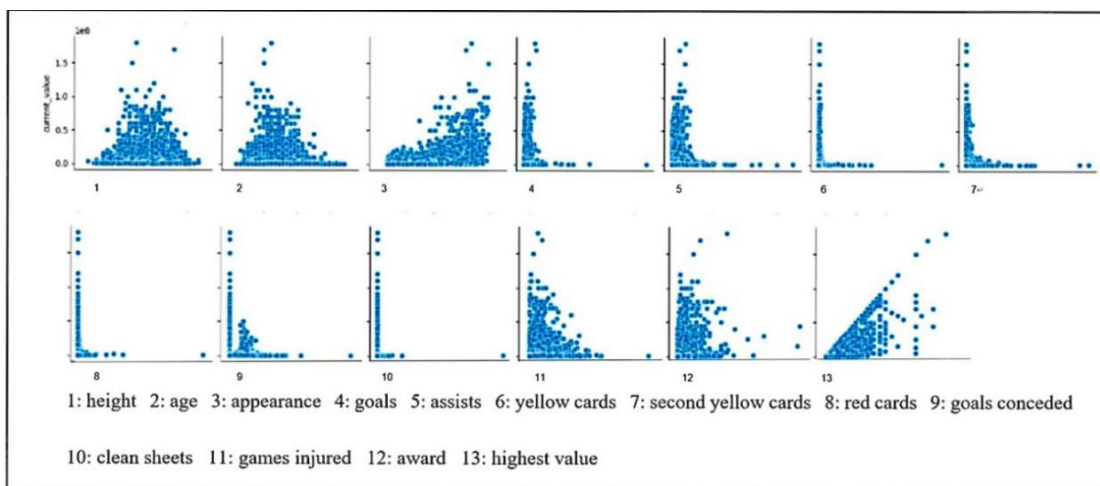 1e8
current_value
1.5
1.0
0.5
0.0
1 2 3 4 5 6 7↵
8 9 10 11 12 13
1: height 2: age 3: appearance 4: goals 5: assists 6: yellow cards 7: second yellow cards 8: red cards 9: goals conceded
10: clean sheets 11: games injured 12: award 13: highest value